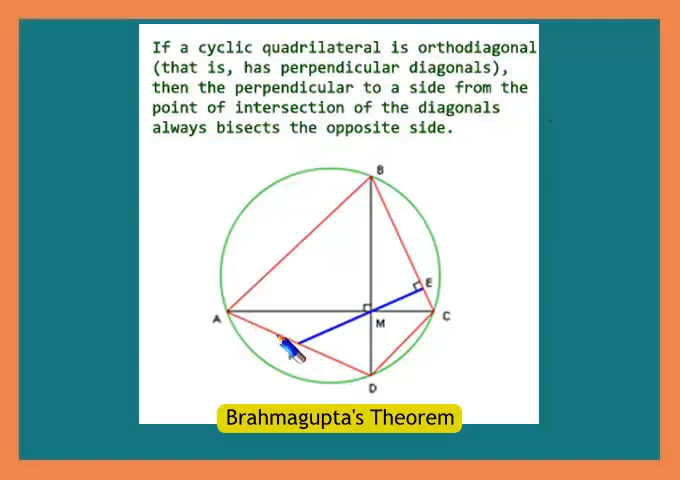 If a cyclic quadrilateral is orthodiagonal
(that is, has perpendicular diagonals),
then the perpendicular to a side from the
point of intersection of the diagonals
always bisects the opposite side.
B
E
A
M
C
D
Brahmagupta's Theorem